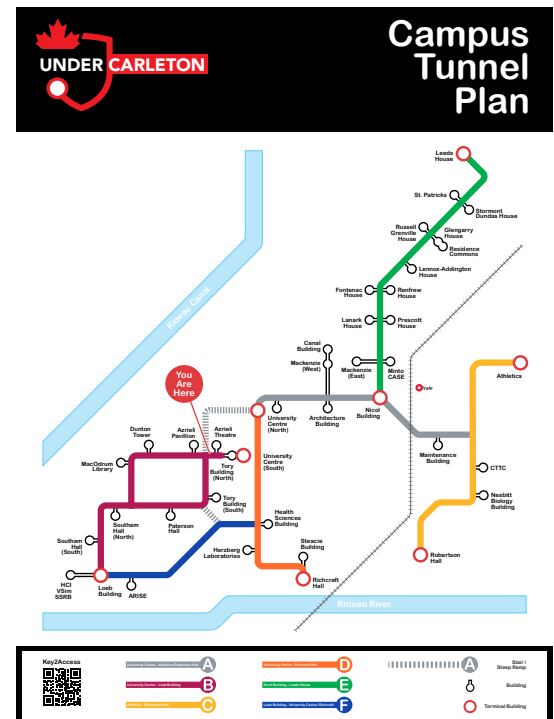 UNDER CARLETON
Campus
Tunnel
Plan
Leeds
House
St. Patricks
Stormont
Dundas House
Russell
Grenville
House
Glengarry
House
Residence
Commons
Lennox-Addington
House
Fontenac
House
Renfrew
House
Lanark
House
Prescott
House
Rideau Canal
Canal
Building
Mackenzie
(West)
Mackenzie
(East)
Minto
CASE
Athletics
You
Are
Here
University
Centre
(North)
Architecture
Building
Nicol
Building
Dunton
Tower
Azrieli
Pavilion
Azrieli
Theatre
University
Centre
(South)
Maintenance
Building
MacOdrum
Library
Tory
Building
(North)
CTTC
Tory
Building
(South)
Nesbitt
Biology
Building
Southam
Hall
(North)
Paterson
Hall
Health
Sciences
Building
Southam
Hall
(South)
Herzberg
Laboratories
Steacie
Building
Robertson
Hall
HCI
VSim
SSRB
Loeb
Building
ARISE
Richcraft
Hall
Rideau River
Key2Access
A
D
A
Stair /
Steep Ramp
University Centre - Loeb Building
B
E
Building
C
F
Terminal Building